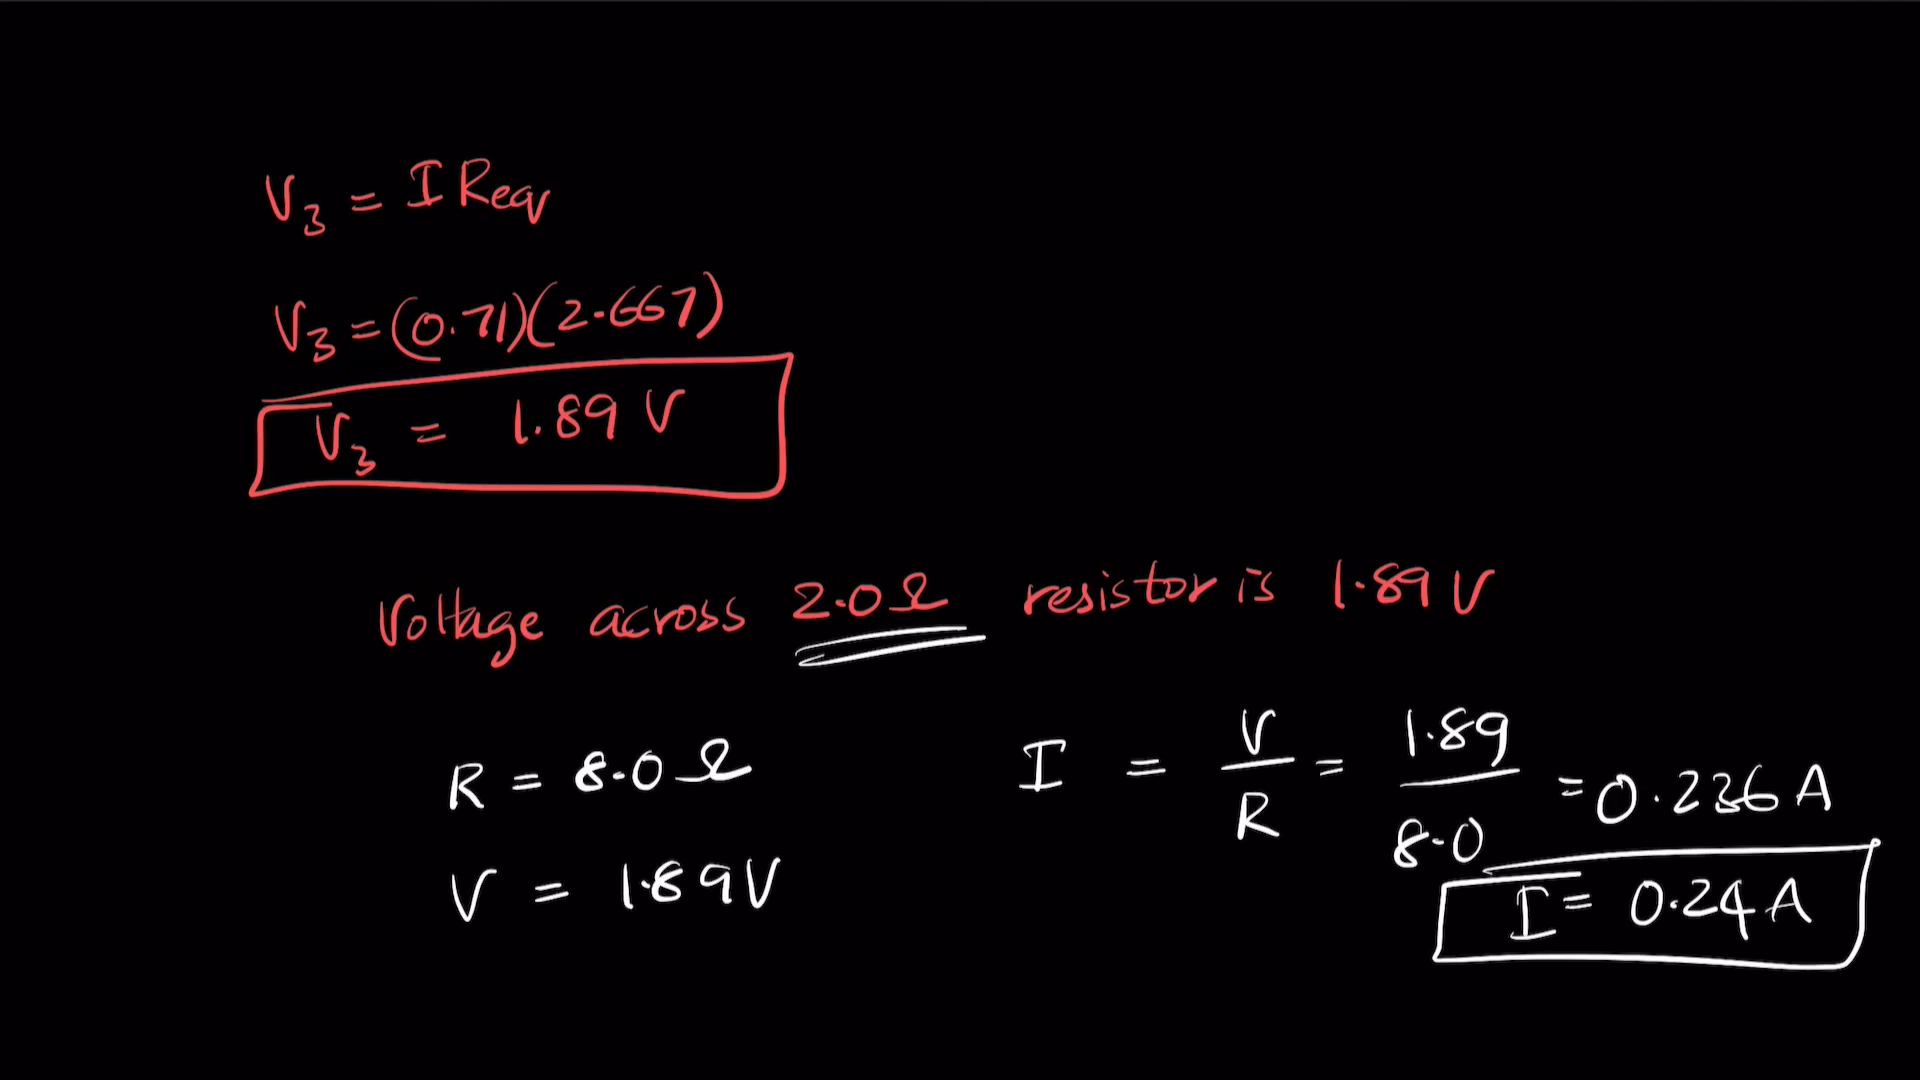 V₃ = I Req
V₃ = (0.71)(2.667)
V₃ = 1.89 V
Voltage across 2.0Ω resistor is 1.89 V
R = 8.0 Ω
V = 1.89V
I = V/R = 1.89/8.0 = 0.236 A
I = 0.24 A